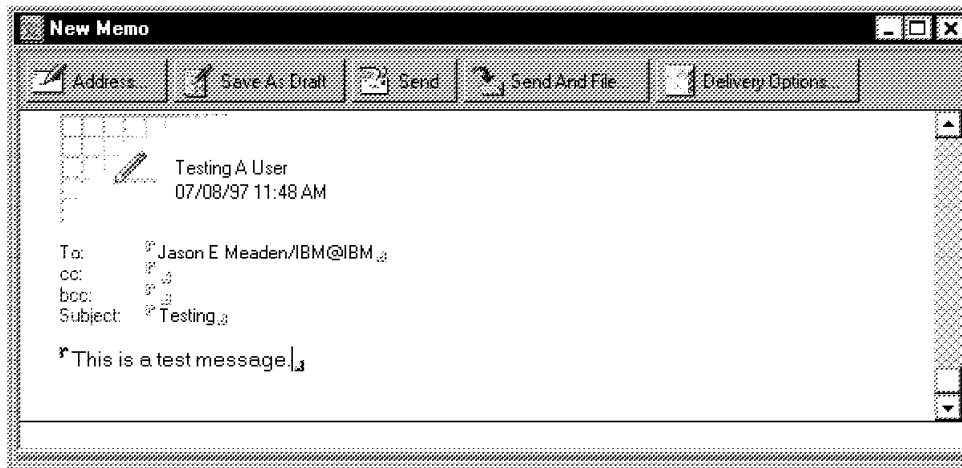 New Memo
Address... Save As Draft Send Send And File Delivery Options...
Testing A User
07/08/97 11:48 AM
To: Jason E Meaden/IBM@IBM
cc:
bcc:
Subject: Testing
This is a test message.